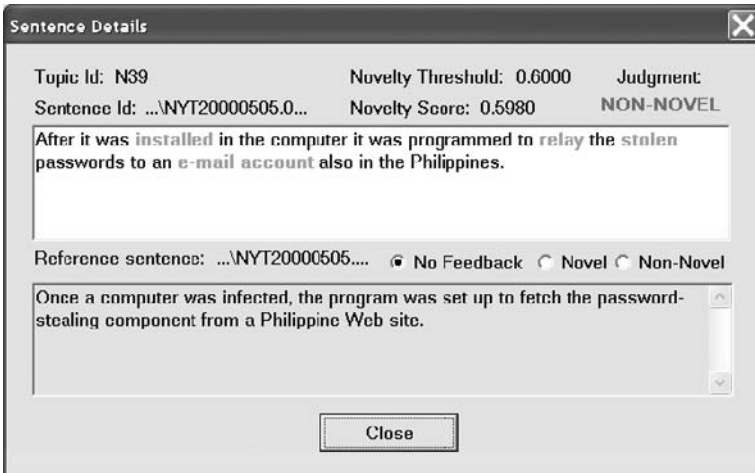 Sentence Details
Topic Id: N39 Novelty Threshold: 0.6000 Judgment:
Sentence Id: ...\NYT20000505.0... Novelty Score: 0.5980 NON-NOVEL
After it was installed in the computer it was programmed to relay the stolen
passwords to an e-mail account also in the Philippines.
Reference sentence: ...\NYT20000505.... No Feedback Novel Non-Novel
Once a computer was infected, the program was set up to fetch the password-
stealing component from a Philippine Web site.
Close